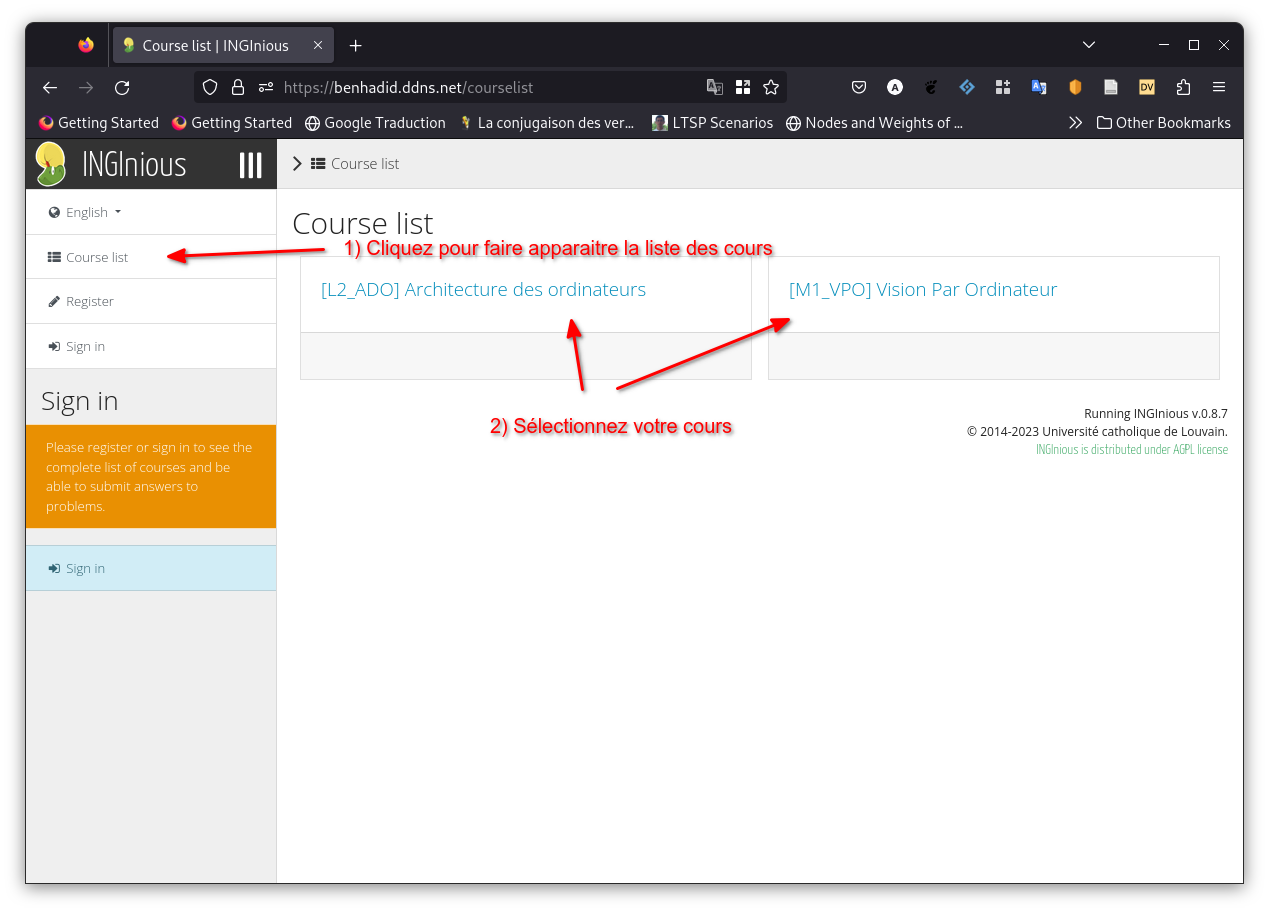 Course list | INGInious
https://benhadid.ddns.net/courselist
Getting Started
Getting Started
Google Traduction
La conjugaison des ver...
LTSP Scenarios
Nodes and Weights of ...
Other Bookmarks
INGInious
Course list
English
Course list
Register
Sign in
Sign in
Please register or sign in to see the
complete list of courses and be
able to submit answers to
problems.
Sign in
Course list
1) Cliquez pour faire apparaitre la liste des cours
[L2_ADO] Architecture des ordinateurs
[M1_VPO] Vision Par Ordinateur
2) Sélectionnez votre cours
Running INGInious v.0.8.7
© 2014-2023 Université catholique de Louvain.
INGInious is distributed under AGPL license
A
DV